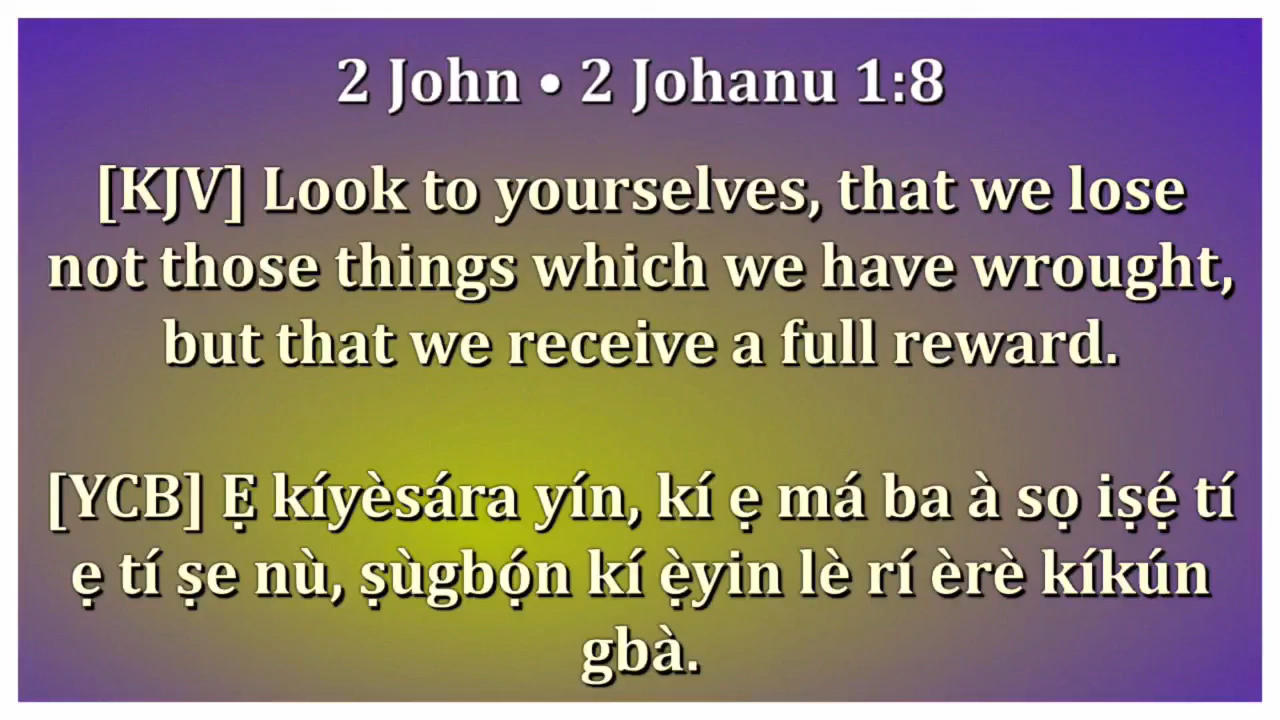 2 John • 2 Johanu 1:8
[KJV] Look to yourselves, that we lose
not those things which we have wrought,
but that we receive a full reward.
[YCB] Ẹ kíyèsára yín, kí ẹ má ba à sọ iṣẹ́ tí
ẹ tí ṣe nù, ṣùgbọ́n kí ẹ̀yin lè rí èrè kíkún
gbà.